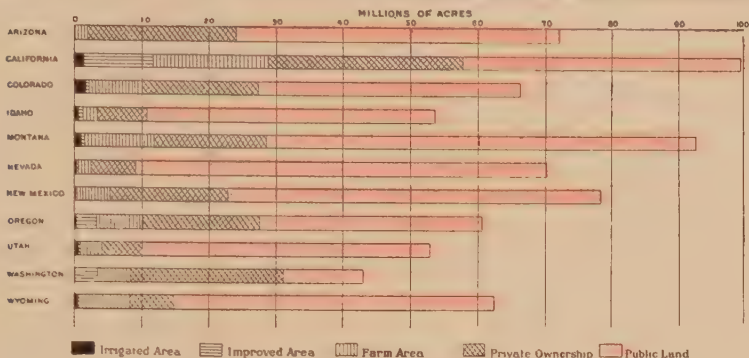 MILLIONS OF ACRES
0 10 20 30 40 50 60 70 80 90 100
ARIZONA
CALIFORNIA
COLORADO
IDAHO
MONTANA
NEVADA
NEW MEXICO
OREGON
UTAH
WASHINGTON
WYOMING
Irrigated Area Improved Area Farm Area Private Ownership Public Land